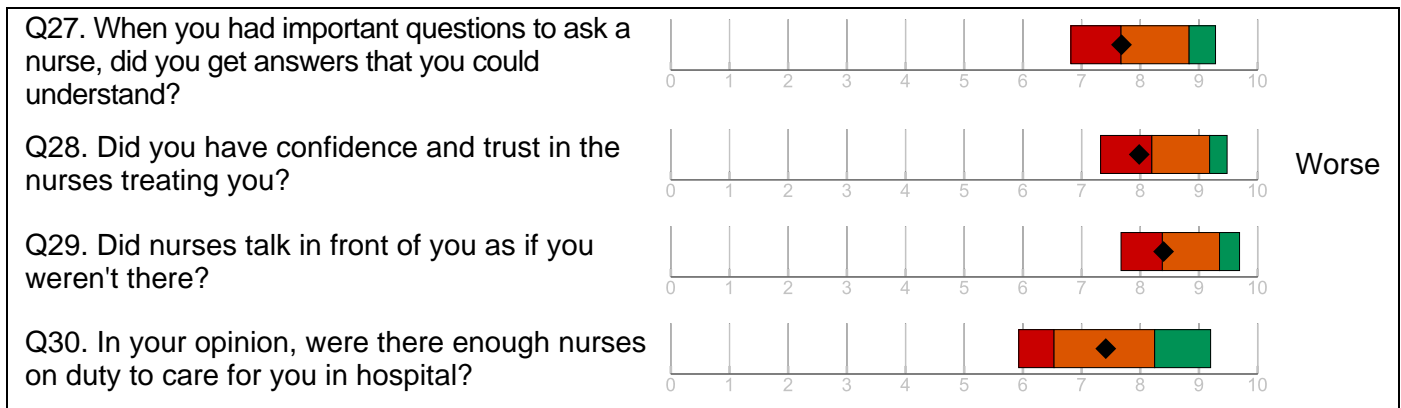 Q27. When you had important questions to ask a
nurse, did you get answers that you could
understand?
0 1 2 3 4 5 6 7 8 9 10
Q28. Did you have confidence and trust in the
nurses treating you?
0 1 2 3 4 5 6 7 8 9 10
Worse
Q29. Did nurses talk in front of you as if you
weren't there?
0 1 2 3 4 5 6 7 8 9 10
Q30. In your opinion, were there enough nurses
on duty to care for you in hospital?
0 1 2 3 4 5 6 7 8 9 10